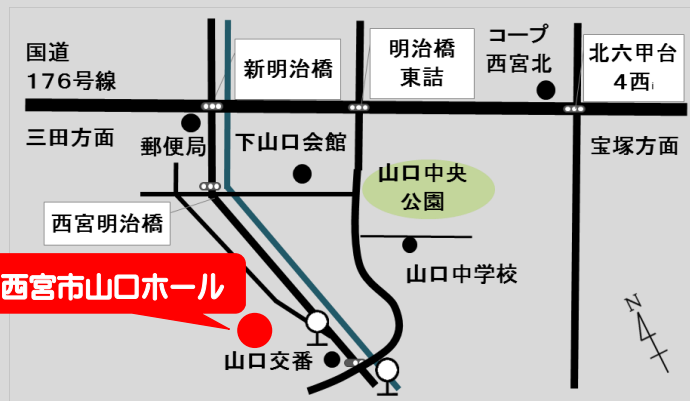 国道
176号線
新明治橋
明治橋
東詰
コープ
西宮北
北六甲台
4西
三田方面
郵便局
下山口会館
宝塚方面
山口中央
公園
西宮明治橋
山口中学校
西宮市山口ホール
山口交番
N